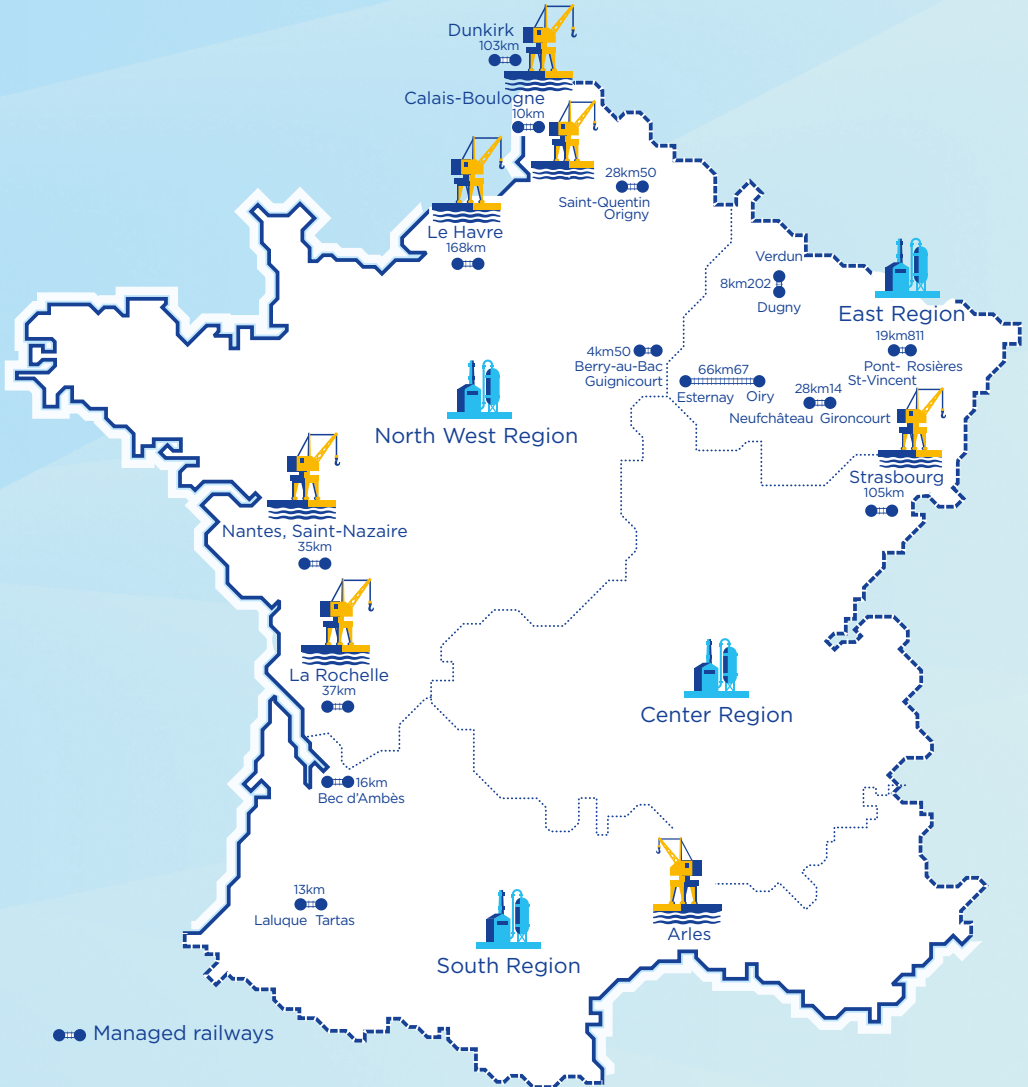 Dunkirk
103km
Calais-Boulogne
10km
28km50
Saint-Quentin
Origny
Le Havre
168km
Verdun
8km202
Dugny
East Region
19km811
Pont- Rosières
St-Vincent
4km50
Berry-au-Bac
Guignicourt
66km67
Esternay Oiry
28km14
Neufchâteau Gironcourt
North West Region
Strasbourg
105km
Nantes, Saint-Nazaire
35km
La Rochelle
37km
Center Region
16km
Bec d'Ambès
13km
Laluque Tartas
Arles
South Region
Managed railways